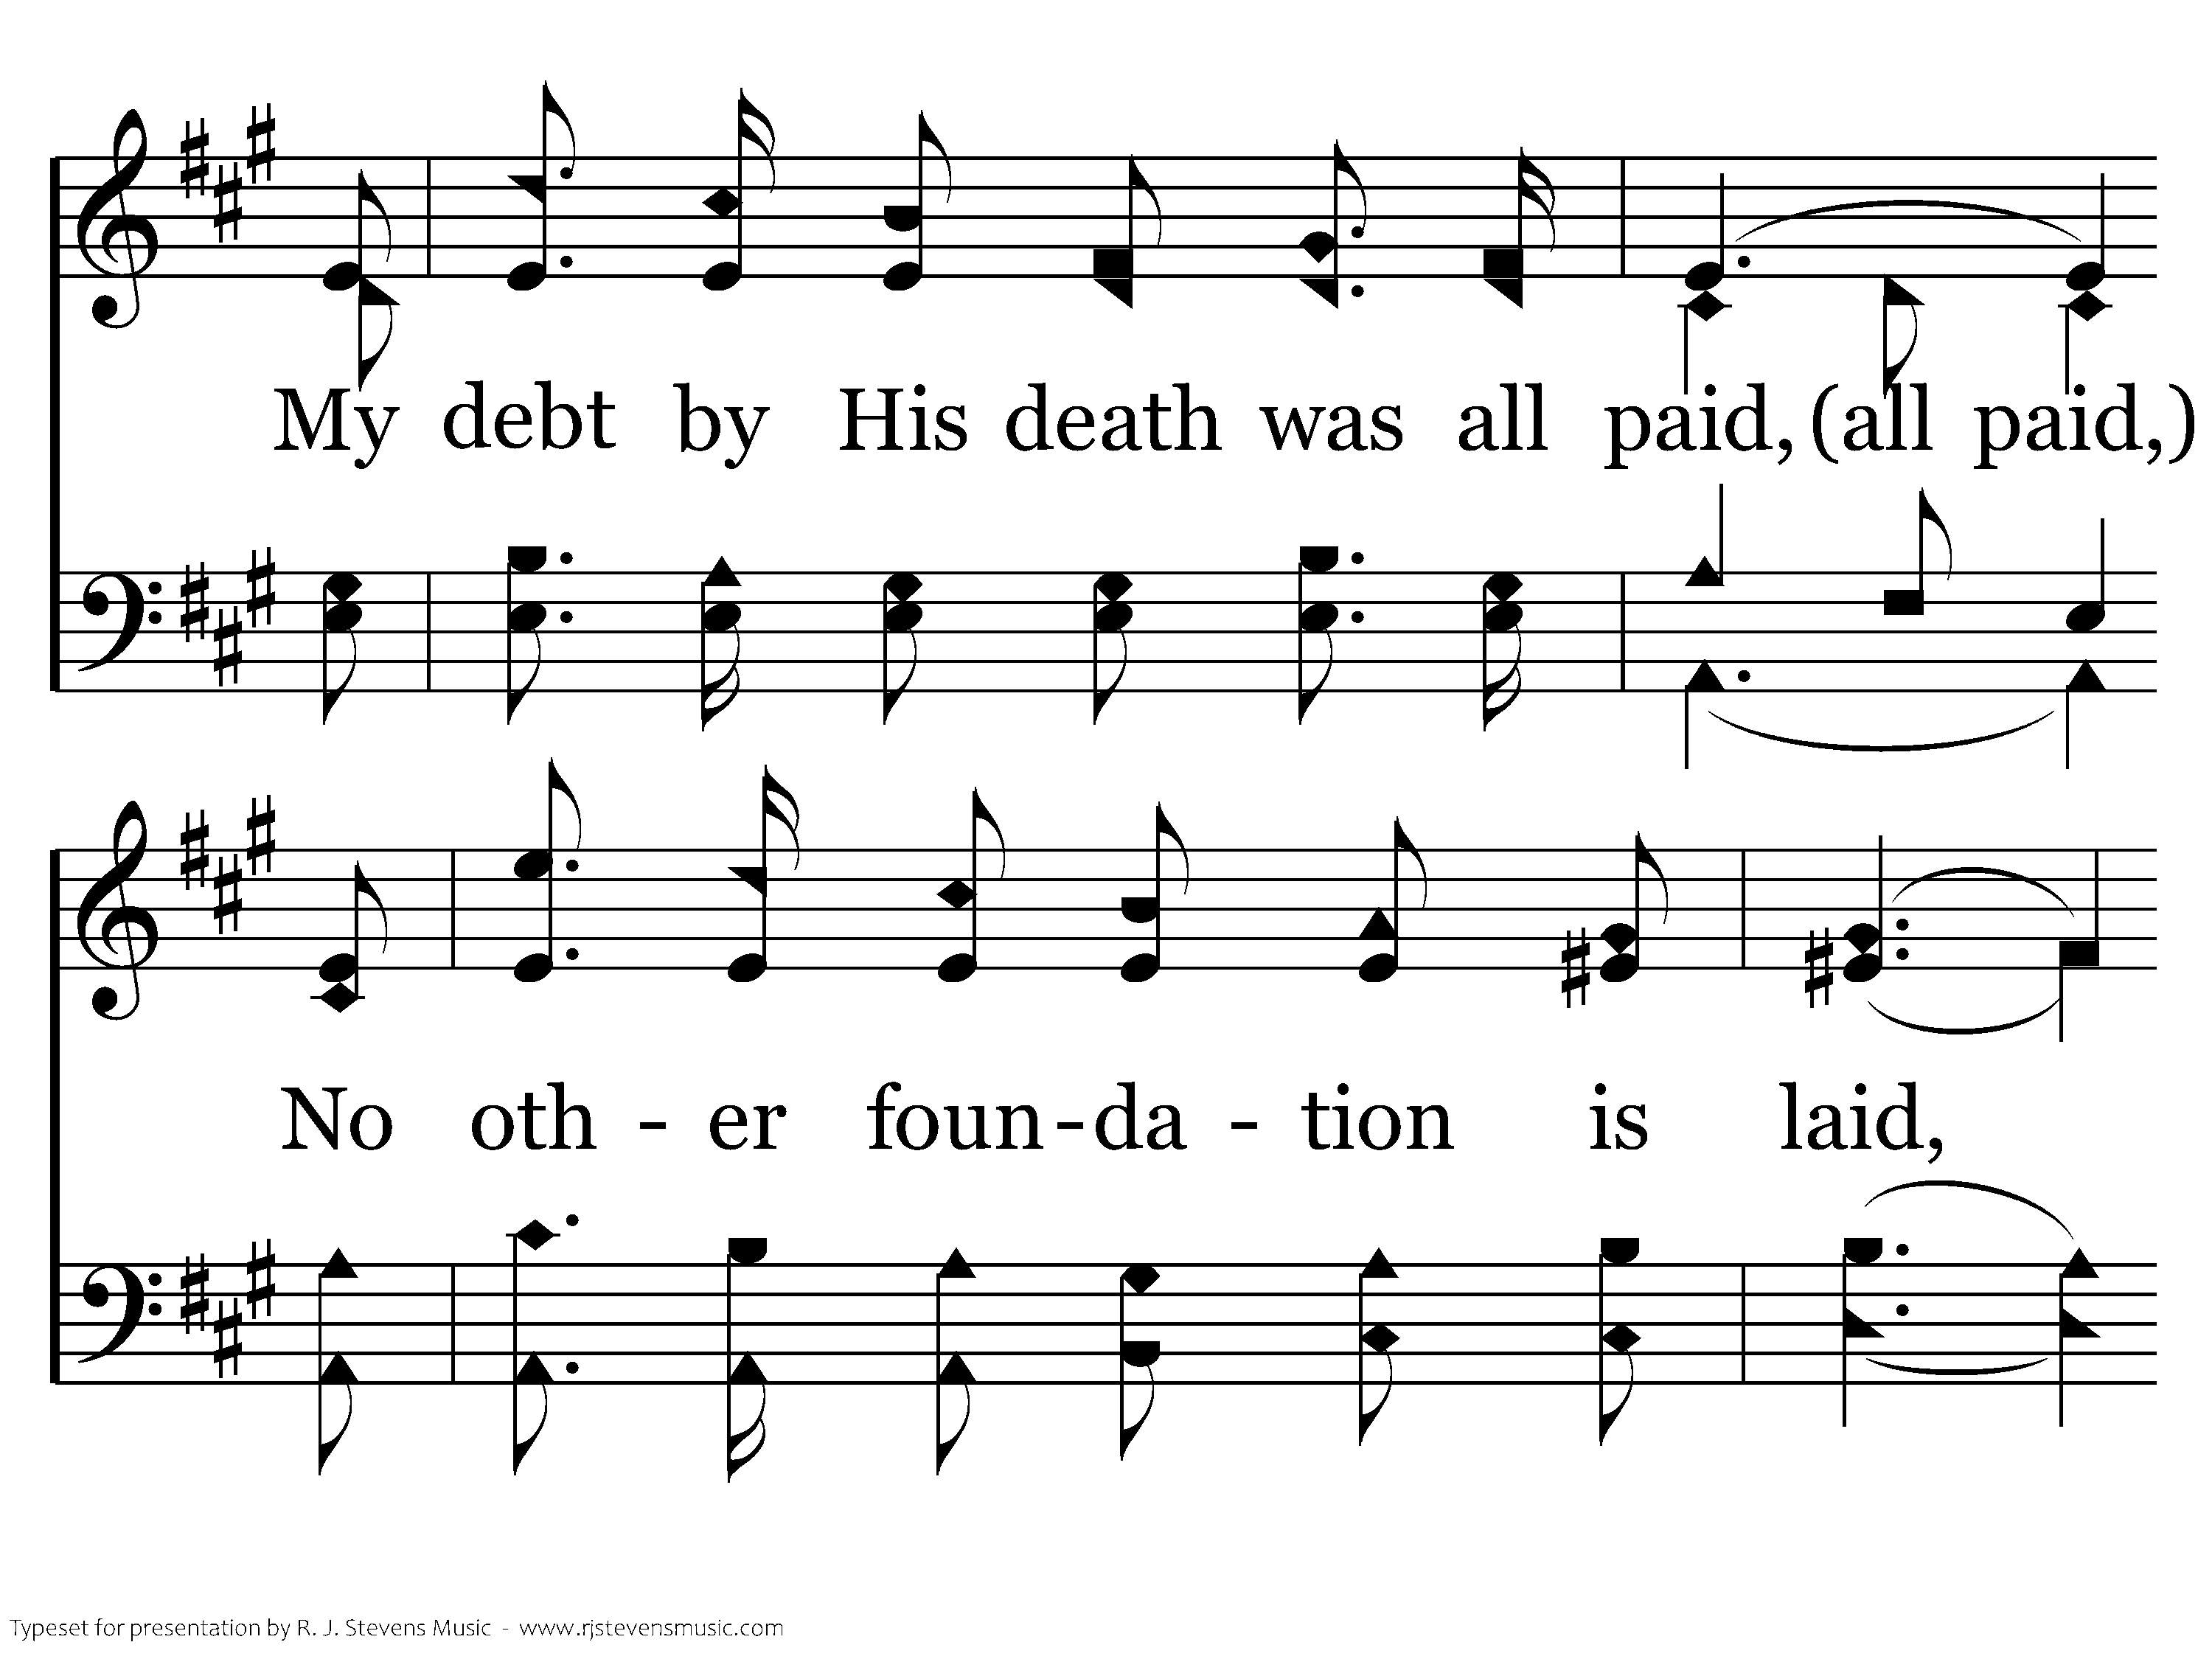 My debt by His death was all paid, (all paid,)
No oth - er foun - da - tion is laid,
Typeset for presentation by R. J. Stevens Music - www.rjstevensmusic.com